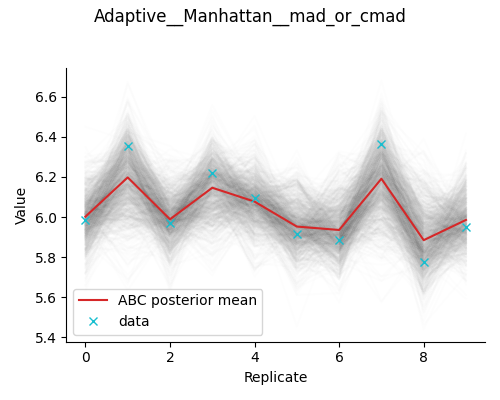 Adaptive__Manhattan__mad_or_cmad
6.6
6.4
6.2
6.0
5.8
5.6
5.4
Value
ABC posterior mean
data
0
2
4
6
8
Replicate